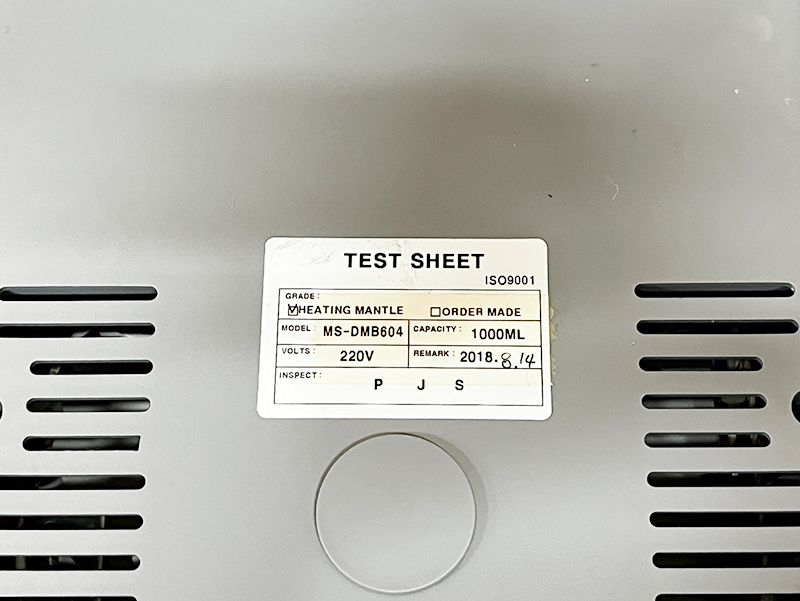 TEST SHEET
ISO9001
GRADE:
☑HEATING MANTLE ☐ORDER MADE
MODEL: MS-DMB604 CAPACITY: 1000ML
VOLTS: 220V REMARK: 2018.8.14
INSPECT: P J S